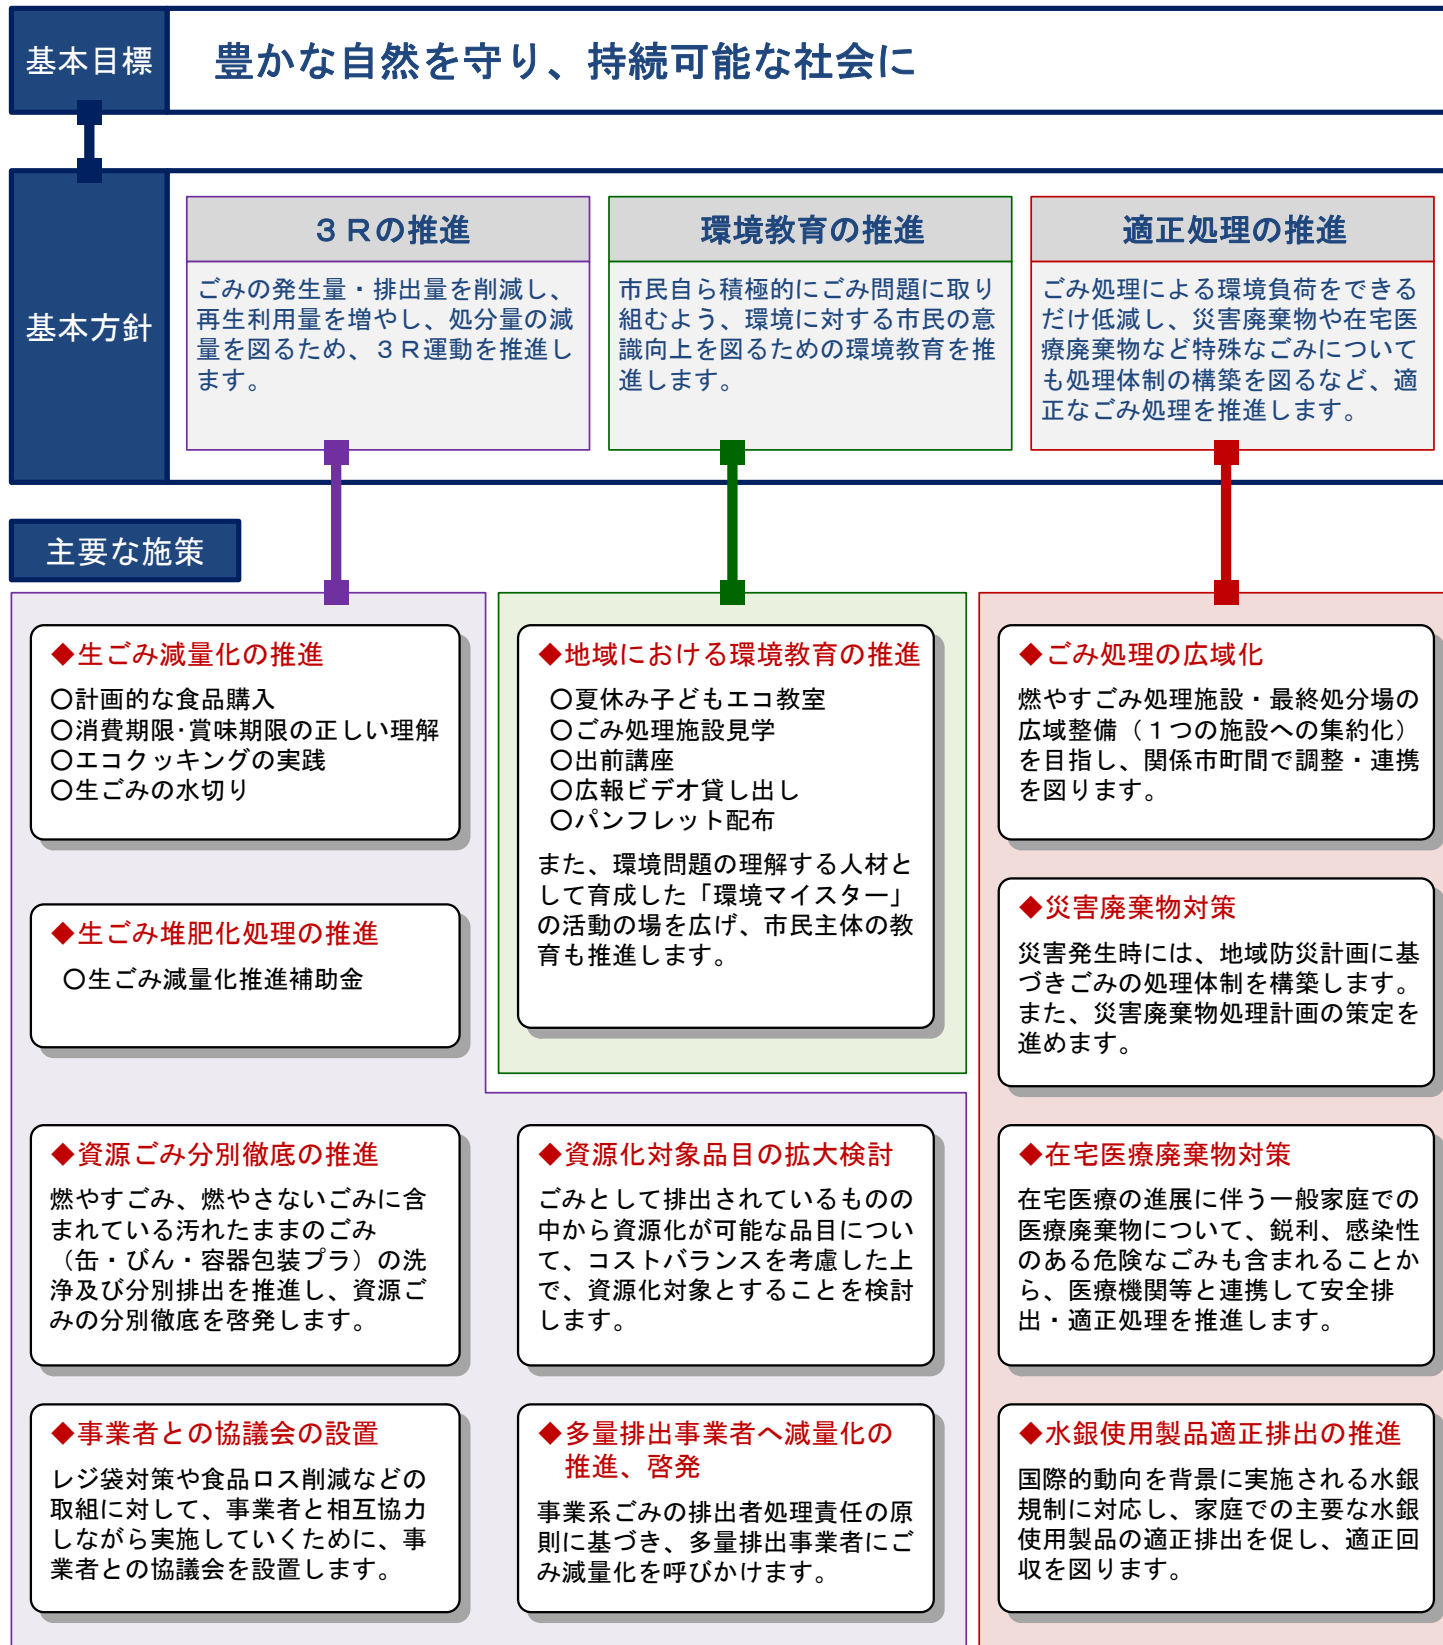 基本目標
豊かな自然を守り、持続可能な社会に
基本方針
３Ｒの推進
ごみの発生量・排出量を削減し、
再生利用量を増やし、処分量の減
量を図るため、３Ｒ運動を推進し
ます。
環境教育の推進
市民自ら積極的にごみ問題に取り
組むよう、環境に対する市民の意
識向上を図るための環境教育を推
進します。
適正処理の推進
ごみ処理による環境負荷をできる
だけ低減し、災害廃棄物や在宅医
療廃棄物など特殊なごみについて
も処理体制の構築を図るなど、適
正なごみ処理を推進します。
主要な施策
◆生ごみ減量化の推進
○計画的な食品購入
○消費期限･賞味期限の正しい理解
○エコクッキングの実践
○生ごみの水切り
◆生ごみ堆肥化処理の推進
○生ごみ減量化推進補助金
◆地域における環境教育の推進
○夏休み子どもエコ教室
○ごみ処理施設見学
○出前講座
○広報ビデオ貸し出し
○パンフレット配布
また、環境問題の理解する人材と
して育成した「環境マイスター」
の活動の場を広げ、市民主体の教
育も推進します。
◆資源ごみ分別徹底の推進
燃やすごみ、燃やさないごみに含
まれている汚れたままのごみ
（缶・びん・容器包装プラ）の洗
浄及び分別排出を推進し、資源ご
みの分別徹底を啓発します。
◆資源化対象品目の拡大検討
ごみとして排出されているものの
中から資源化が可能な品目につい
て、コストバランスを考慮した上
で、資源化対象とすることを検討
します。
◆事業者との協議会の設置
レジ袋対策や食品ロス削減などの
取組に対して、事業者と相互協力
しながら実施していくために、事
業者との協議会を設置します。
◆多量排出事業者へ減量化の
推進、啓発
事業系ごみの排出者処理責任の原
則に基づき、多量排出事業者にご
み減量化を呼びかけます。
◆ごみ処理の広域化
燃やすごみ処理施設・最終処分場の
広域整備（１つの施設への集約化）
を目指し、関係市町間で調整・連携
を図ります。
◆災害廃棄物対策
災害発生時には、地域防災計画に基
づきごみの処理体制を構築します。
また、災害廃棄物処理計画の策定を
進めます。
◆在宅医療廃棄物対策
在宅医療の進展に伴う一般家庭での
医療廃棄物について、鋭利、感染性
のある危険なごみも含まれることか
ら、医療機関等と連携して安全排
出・適正処理を推進します。
◆水銀使用製品適正排出の推進
国際的動向を背景に実施される水銀
規制に対応し、家庭での主要な水銀
使用製品の適正排出を促し、適正回
収を図ります。